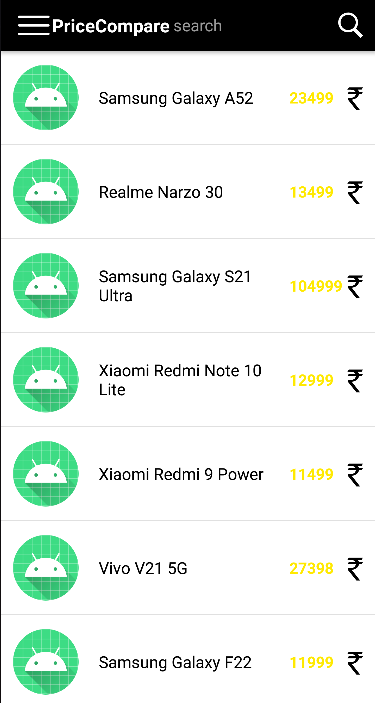 PriceCompare search
Samsung Galaxy A52 23499 ₹
Realme Narzo 30 13499 ₹
Samsung Galaxy S21
Ultra 104999 ₹
Xiaomi Redmi Note 10
Lite 12999 ₹
Xiaomi Redmi 9 Power 11499 ₹
Vivo V21 5G 27398 ₹
Samsung Galaxy F22 11999 ₹